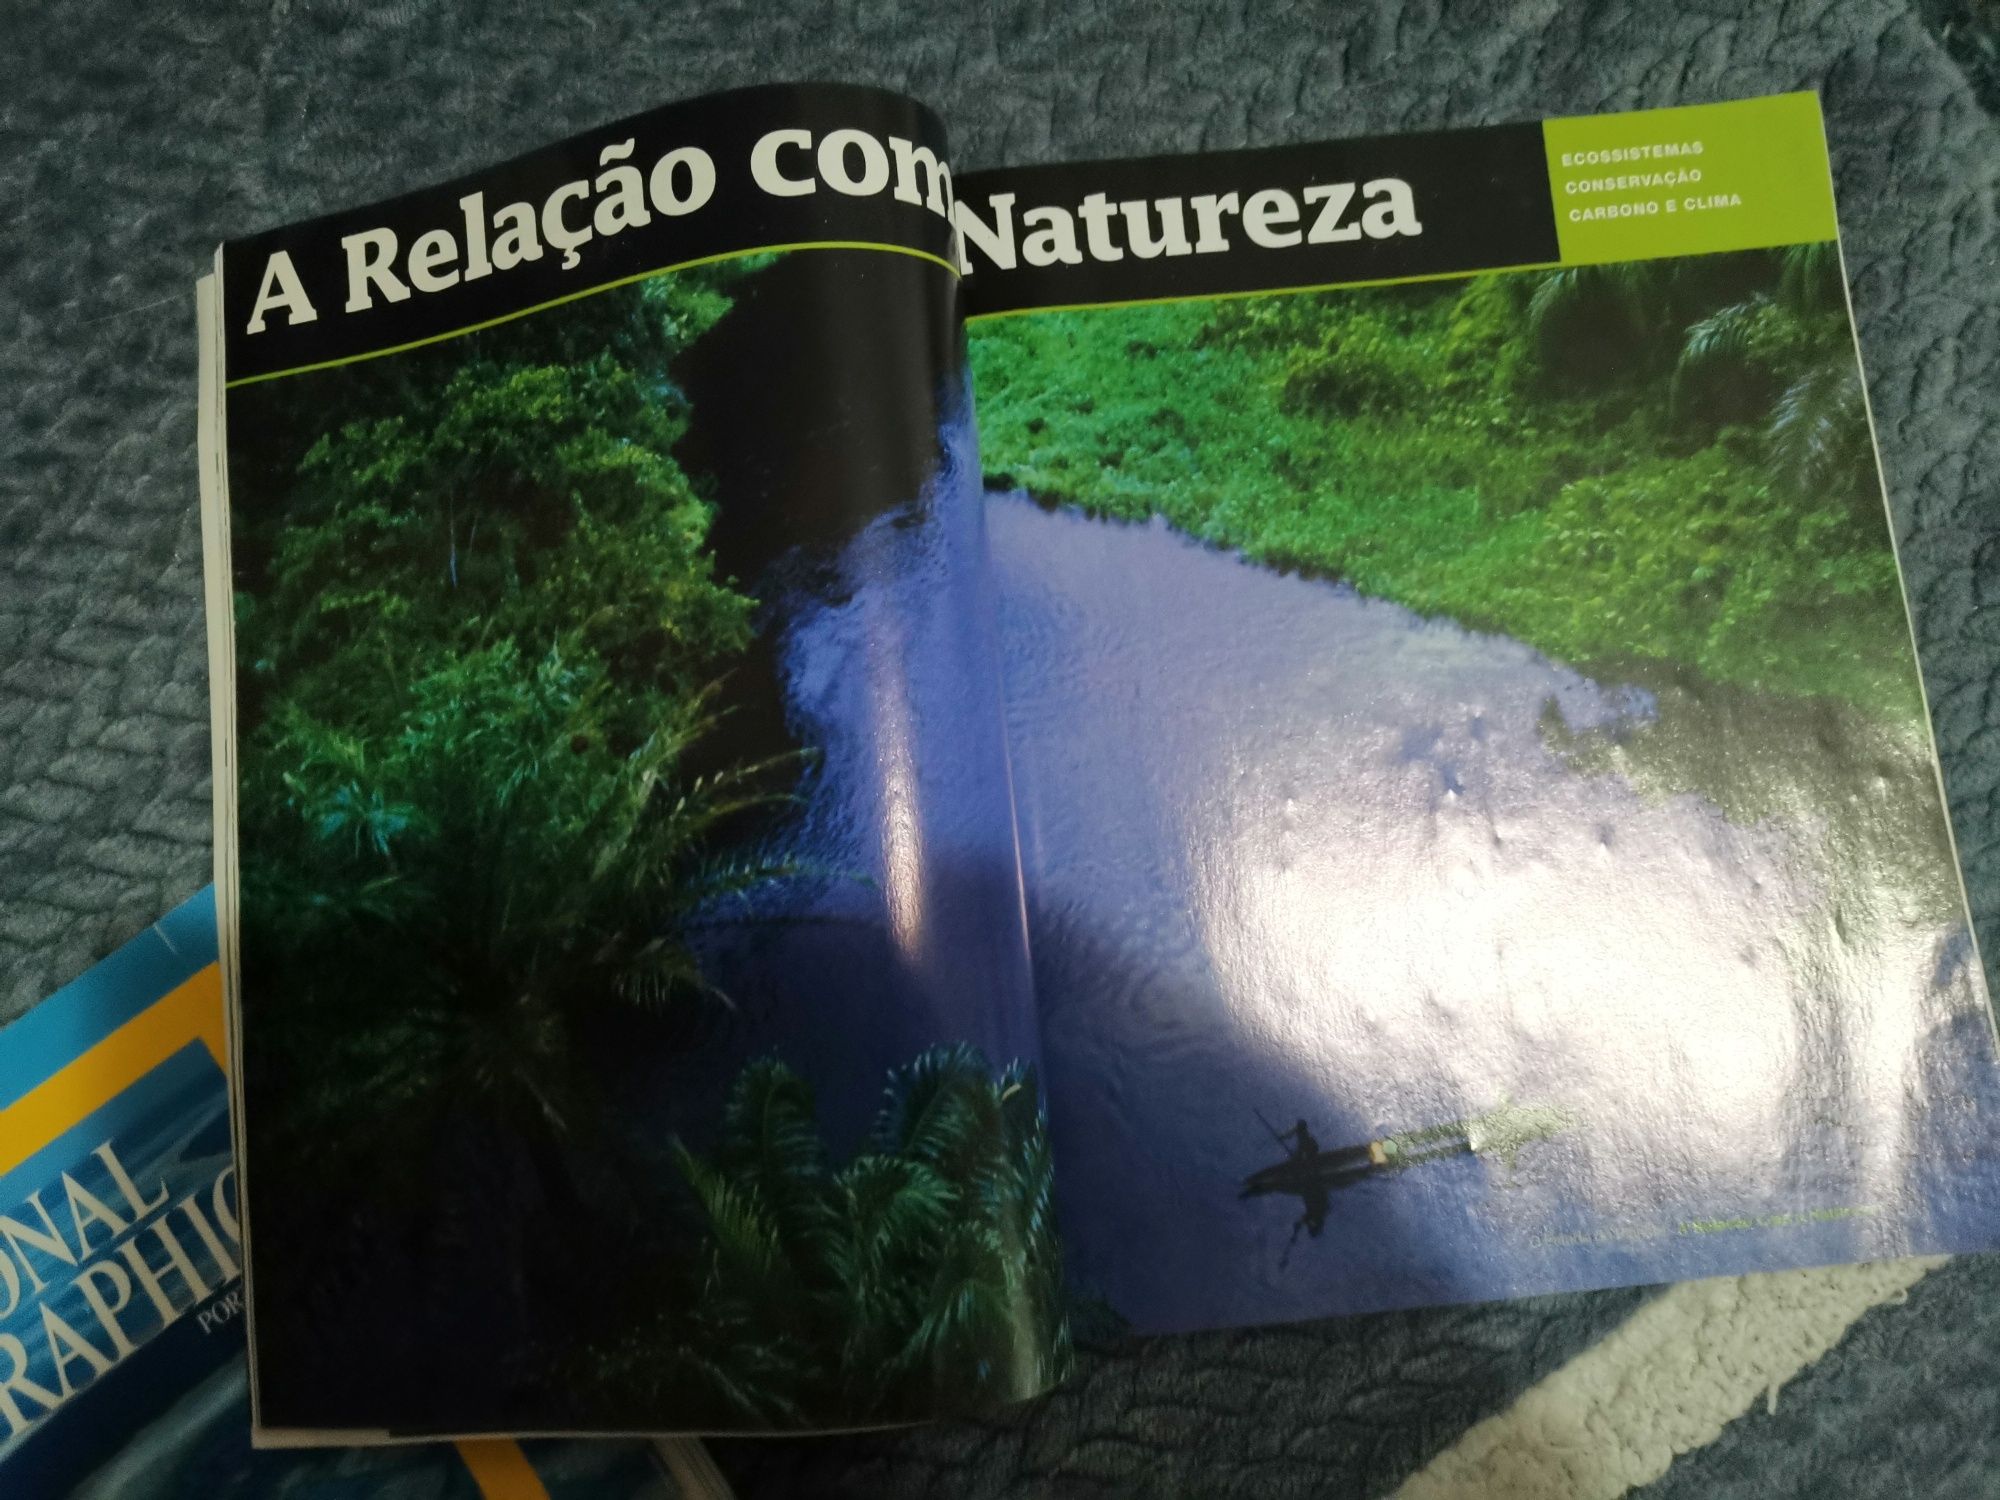 A Relação com Natureza
ECOSSISTEMAS
CONSERVAÇÃO
CARBONO E CLIMA
ONAL
RAPHIC
POR